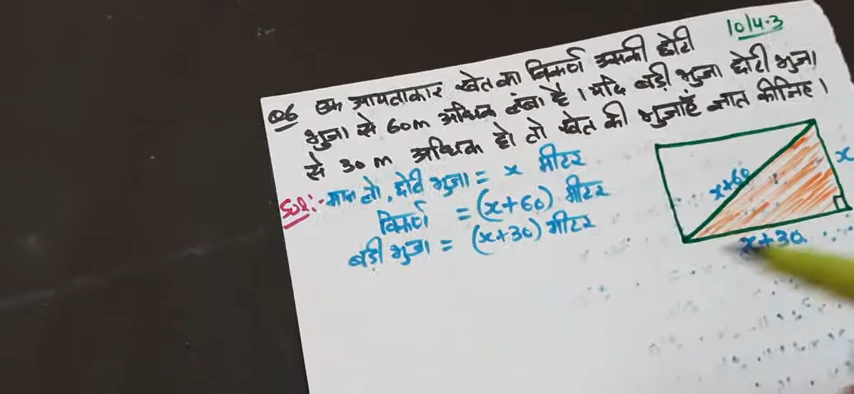 10/4.3
Q6 एक आयताकार खेत का विकर्ण उसकी छोटी
भुजा से 60m अधिक लंबा है । यदि बड़ी भुजा छोटी भुजा
से 30 m अधिक हो तो खेत की भुजाएँ ज्ञात कीजिए ।
Sol:- मान लो, छोटी भुजा = x मीटर
विकर्ण = (x+60) मीटर
बड़ी भुजा = (x+30) मीटर
x+60
x
x+30